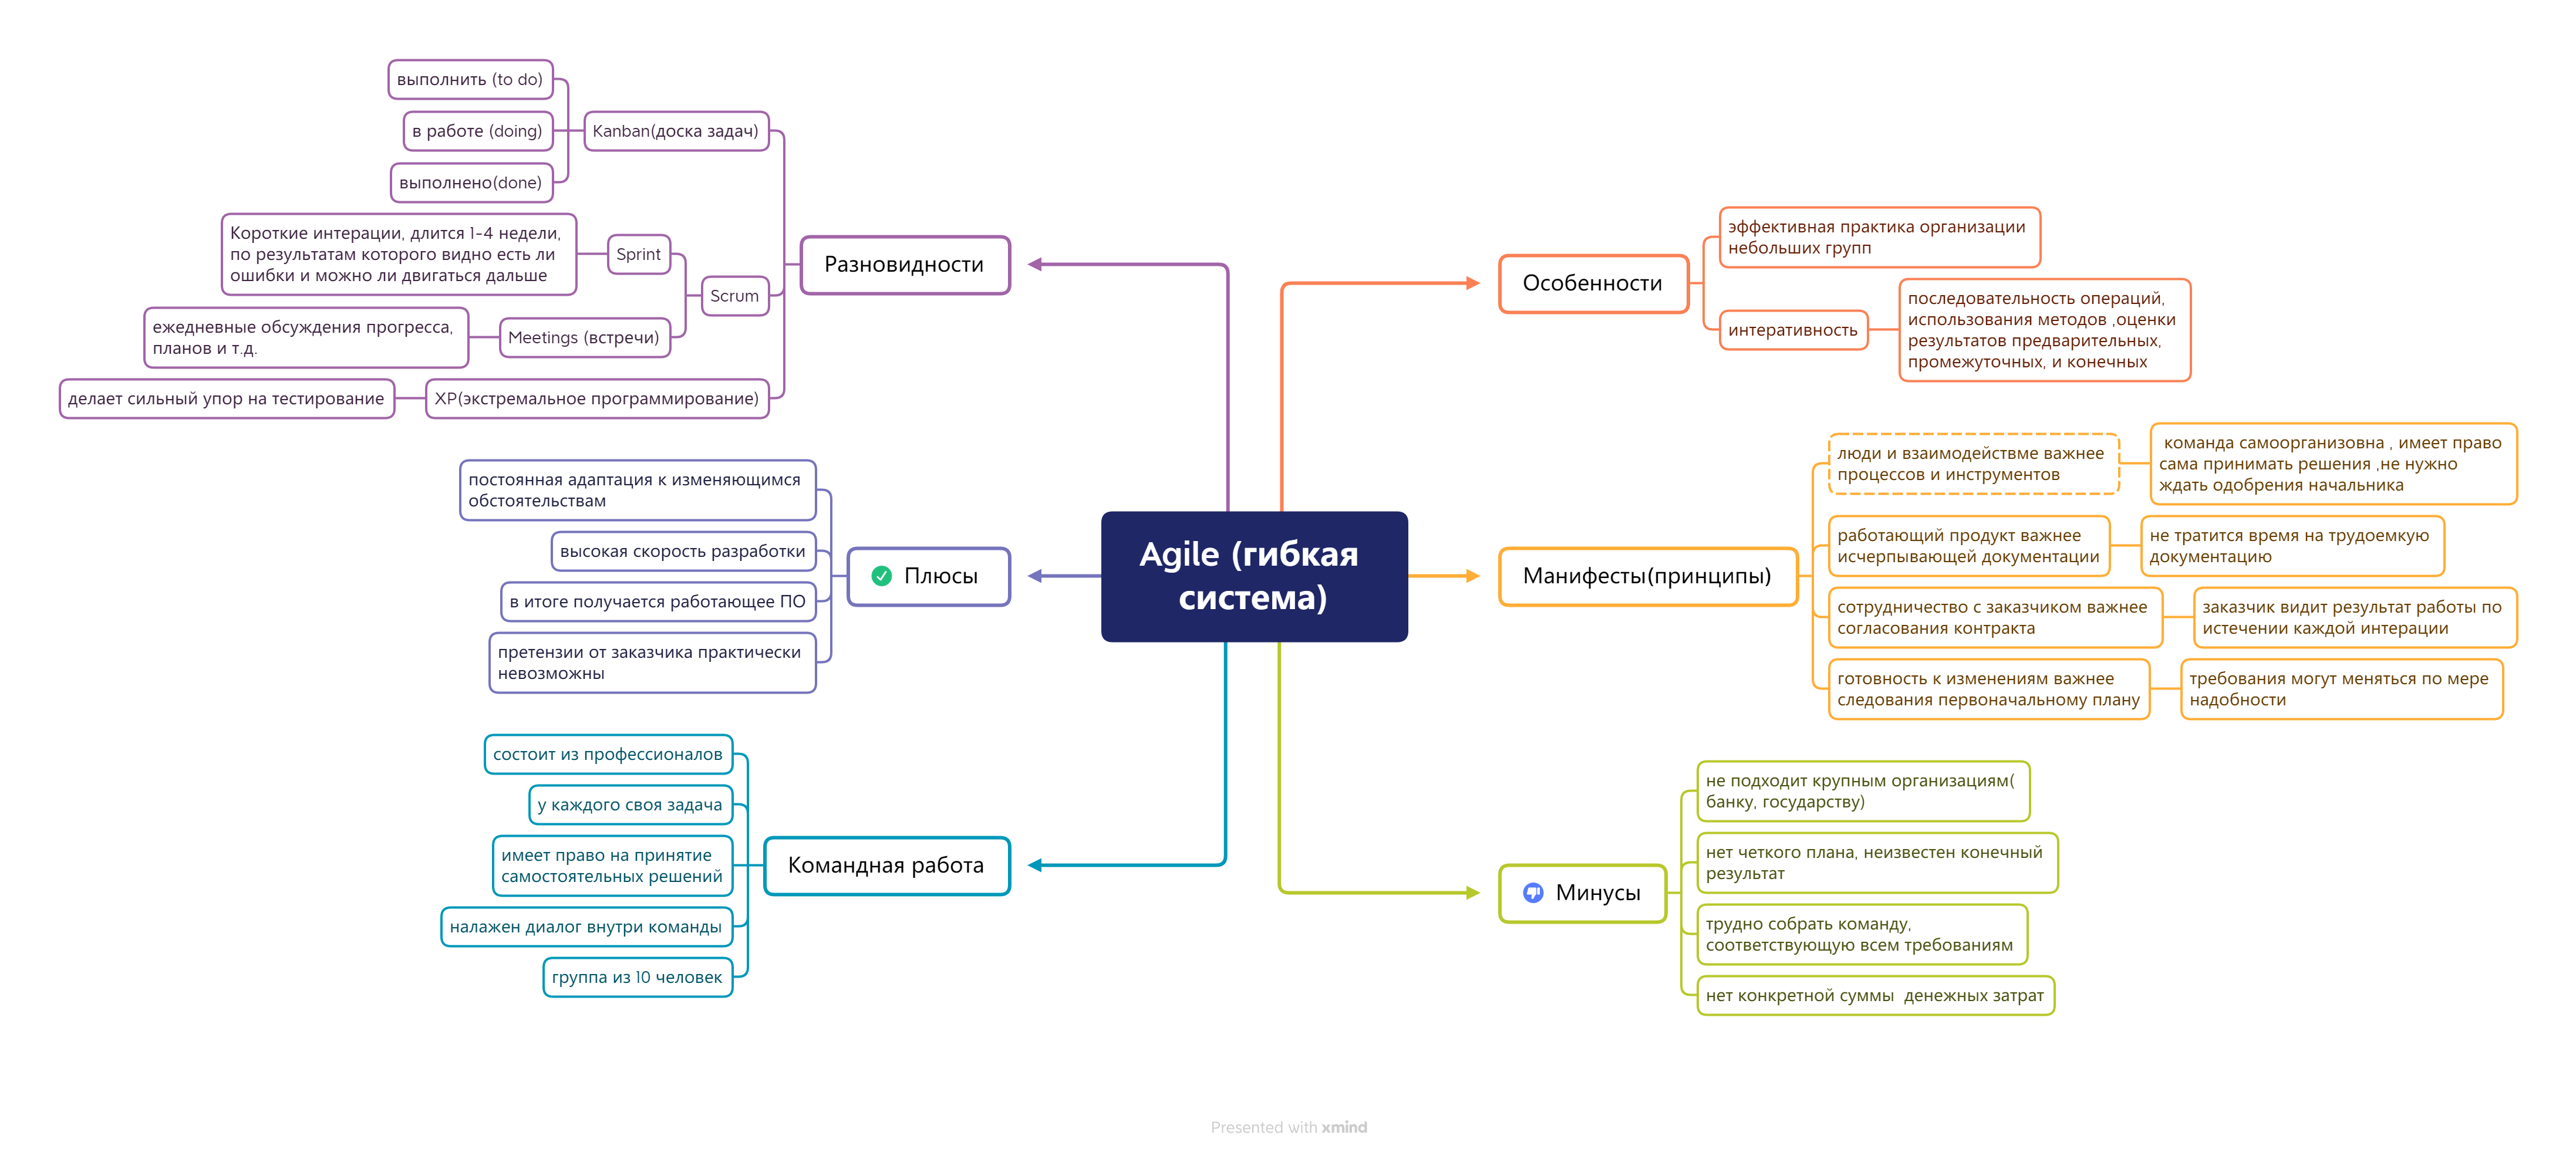 Agile (гибкая
система)
Разновидности
Kanban(доска задач)
выполнить (to do)
в работе (doing)
выполнено(done)
Scrum
Sprint
Короткие интерации, длится 1-4 недели,
по результатам которого видно есть ли
ошибки и можно ли двигаться дальше
Meetings (встречи)
ежедневные обсуждения прогресса,
планов и т.д.
XP(экстремальное программирование)
делает сильный упор на тестирование
Плюсы
постоянная адаптация к изменяющимся
обстоятельствам
высокая скорость разработки
в итоге получается работающее ПО
претензии от заказчика практически
невозможны
Командная работа
состоит из профессионалов
у каждого своя задача
имеет право на принятие
самостоятельных решений
налажен диалог внутри команды
группа из 10 человек
Особенности
эффективная практика организации
небольших групп
интеративность
последовательность операций,
использования методов ,оценки
результатов предварительных,
промежуточных, и конечных
Манифесты(принципы)
люди и взаимодействме важнее
процессов и инструментов
команда самоорганизовна , имеет право
сама принимать решения ,не нужно
ждать одобрения начальника
работающий продукт важнее
исчерпывающей документации
не тратится время на трудоемкую
документацию
сотрудничество с заказчиком важнее
согласования контракта
заказчик видит результат работы по
истечении каждой интерации
готовность к изменениям важнее
следования первоначальному плану
требования могут меняться по мере
надобности
Минусы
не подходит крупным организациям(
банку, государству)
нет четкого плана, неизвестен конечный
результат
трудно собрать команду,
соответствующую всем требованиям
нет конкретной суммы  денежных затрат
Presented with xmind